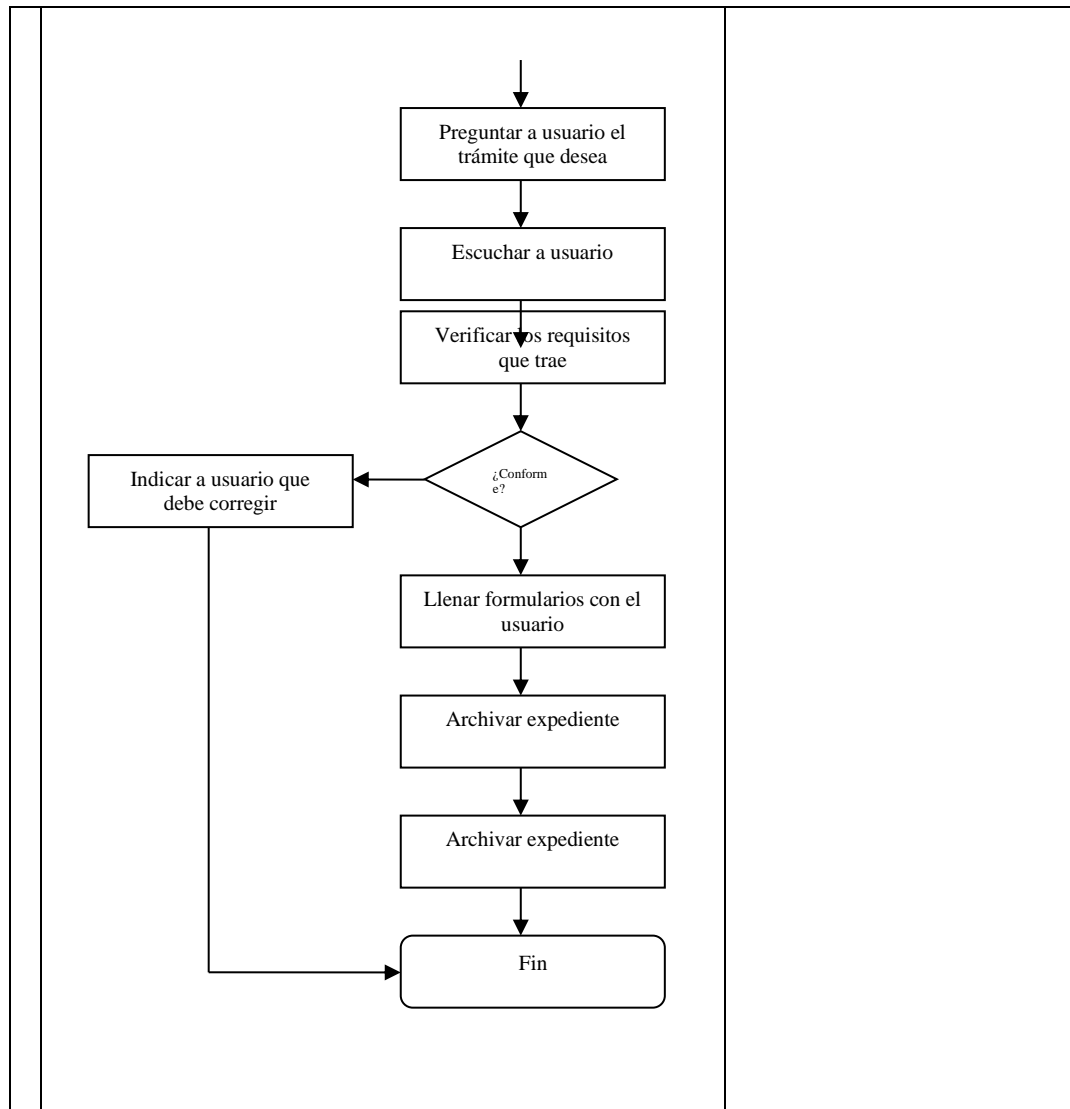 Preguntar a usuario el
trámite que desea
Escuchar a usuario
Verificar los requisitos
que trae
¿Conform
e?
Indicar a usuario que
debe corregir
Llenar formularios con el
usuario
Archivar expediente
Archivar expediente
Fin